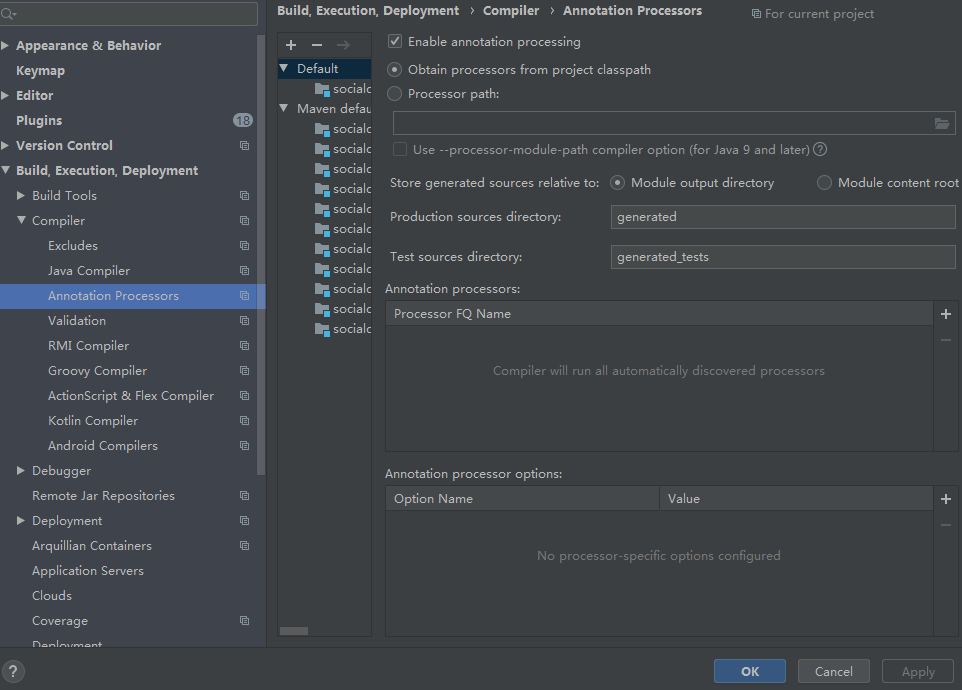 Build, Execution, Deployment › Compiler › Annotation Processors
For current project
Appearance & Behavior
Keymap
Editor
Plugins
18
Version Control
Build, Execution, Deployment
Build Tools
Compiler
Excludes
Java Compiler
Annotation Processors
Validation
RMI Compiler
Groovy Compiler
ActionScript & Flex Compiler
Kotlin Compiler
Android Compilers
Debugger
Remote Jar Repositories
Deployment
Arquillian Containers
Application Servers
Clouds
Coverage
Deployment
Default
socialc
Maven defau
socialc
socialc
socialc
socialc
socialc
socialc
socialc
socialc
socialc
socialc
socialc
Enable annotation processing
Obtain processors from project classpath
Processor path:
Use --processor-module-path compiler option (for Java 9 and later)
?
Store generated sources relative to:
Module output directory
Module content root
Production sources directory:
generated
Test sources directory:
generated_tests
Annotation processors:
Processor FQ Name
Compiler will run all automatically discovered processors
Annotation processor options:
Option Name
Value
No processor-specific options configured
?
OK
Cancel
Apply